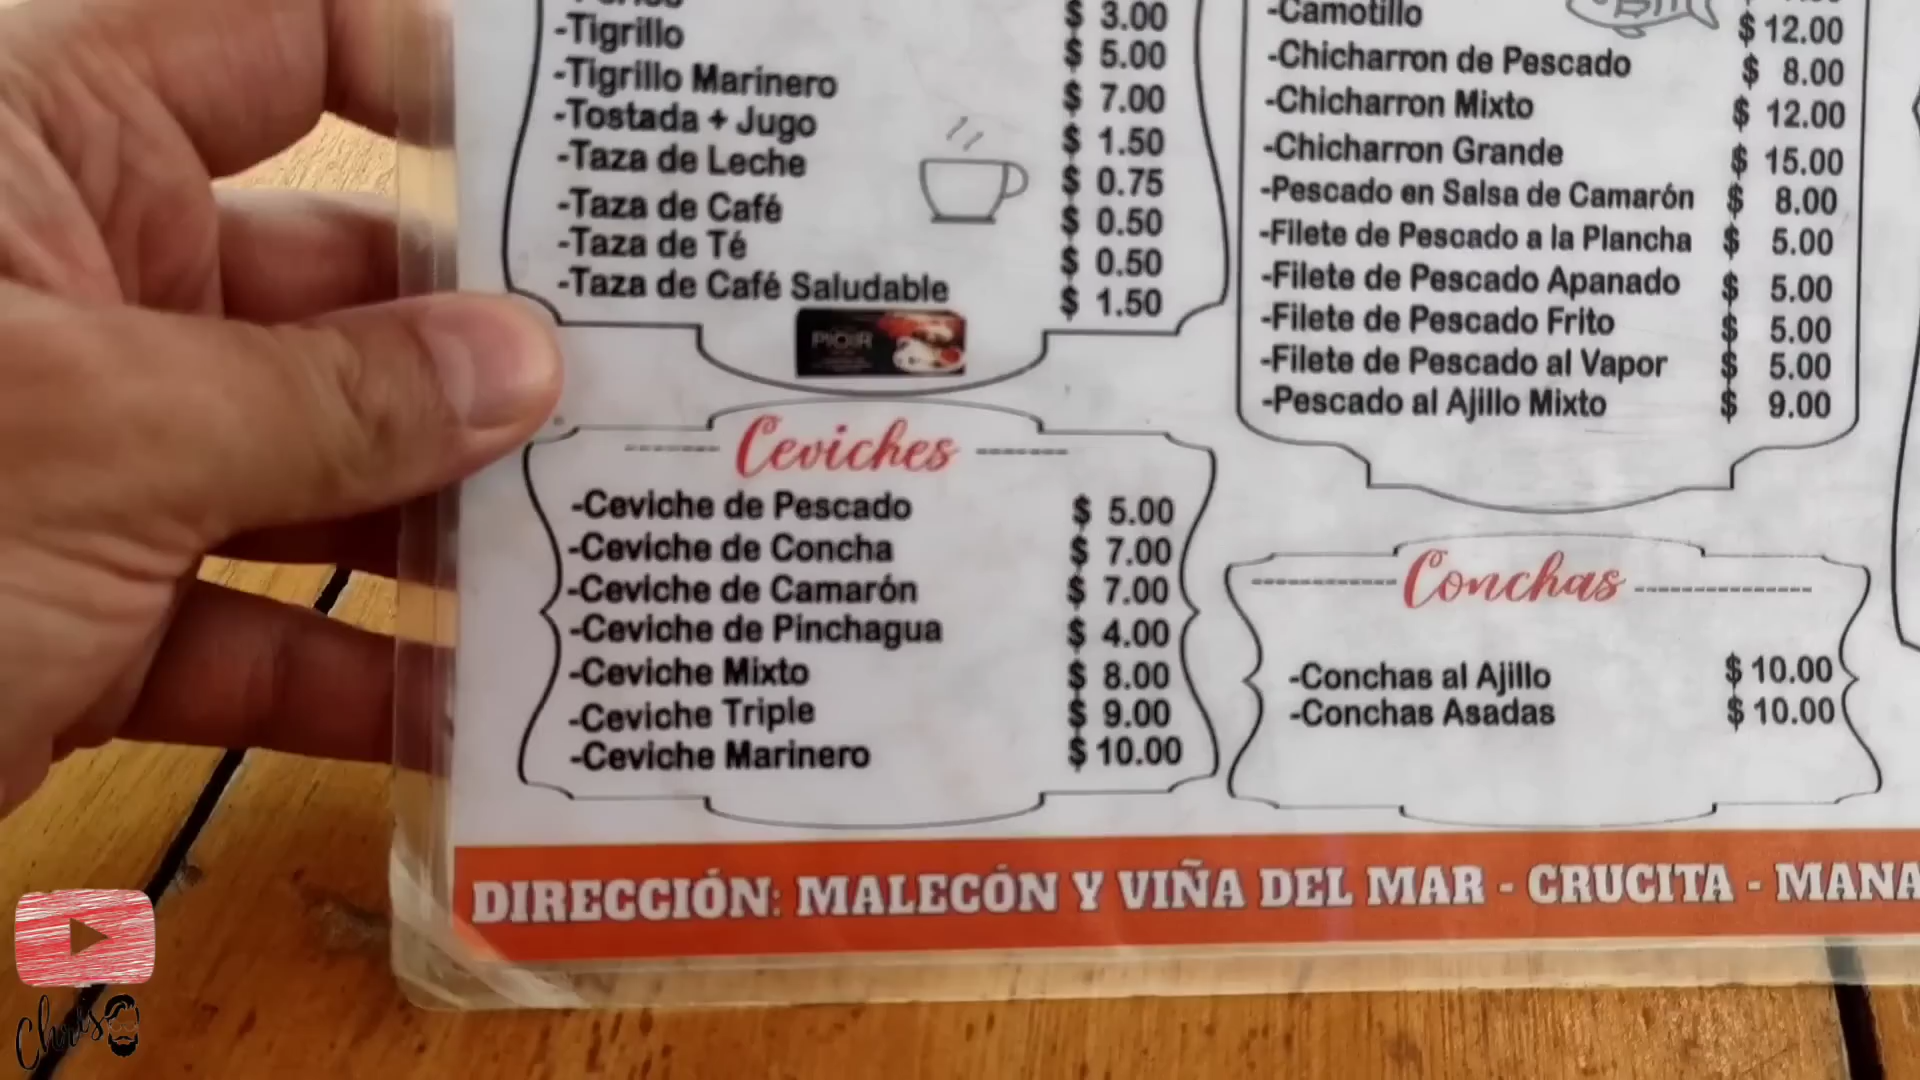 -Tigrillo $ 5.00
-Tigrillo Marinero $ 7.00
-Tostada + Jugo $ 1.50
-Taza de Leche $ 0.75
-Taza de Café $ 0.50
-Taza de Té $ 0.50
-Taza de Café Saludable $ 1.50
$ 3.00
Ceviches
-Ceviche de Pescado $ 5.00
-Ceviche de Concha $ 7.00
-Ceviche de Camarón $ 7.00
-Ceviche de Pinchagua $ 4.00
-Ceviche Mixto $ 8.00
-Ceviche Triple $ 9.00
-Ceviche Marinero $ 10.00
-Camotillo $ 12.00
-Chicharron de Pescado $ 8.00
-Chicharron Mixto $ 12.00
-Chicharron Grande $ 15.00
-Pescado en Salsa de Camarón $ 8.00
-Filete de Pescado a la Plancha $ 5.00
-Filete de Pescado Apanado $ 5.00
-Filete de Pescado Frito $ 5.00
-Filete de Pescado al Vapor $ 5.00
-Pescado al Ajillo Mixto $ 9.00
Conchas
-Conchas al Ajillo $ 10.00
-Conchas Asadas $ 10.00
DIRECCIÓN: MALECÓN Y VIÑA DEL MAR - CRUCITA - MANA
Chris